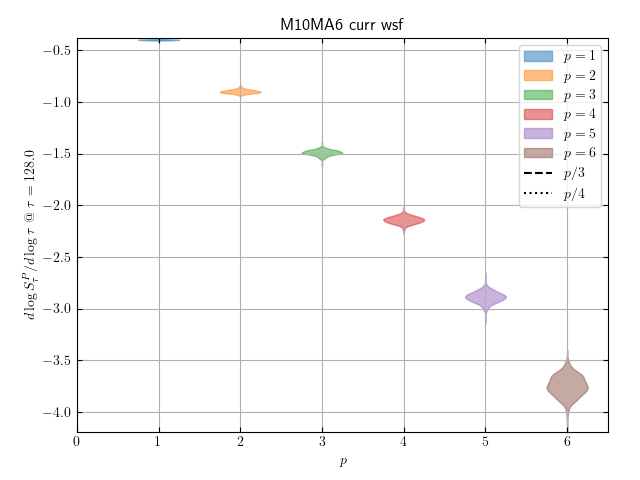 M10MA6 curr wsf
d log S_τ^P / d log τ @ τ = 128.0
−0.5
−1.0
−1.5
−2.0
−2.5
−3.0
−3.5
−4.0
0
1
2
3
4
5
6
p
p = 1
p = 2
p = 3
p = 4
p = 5
p = 6
p/3
p/4